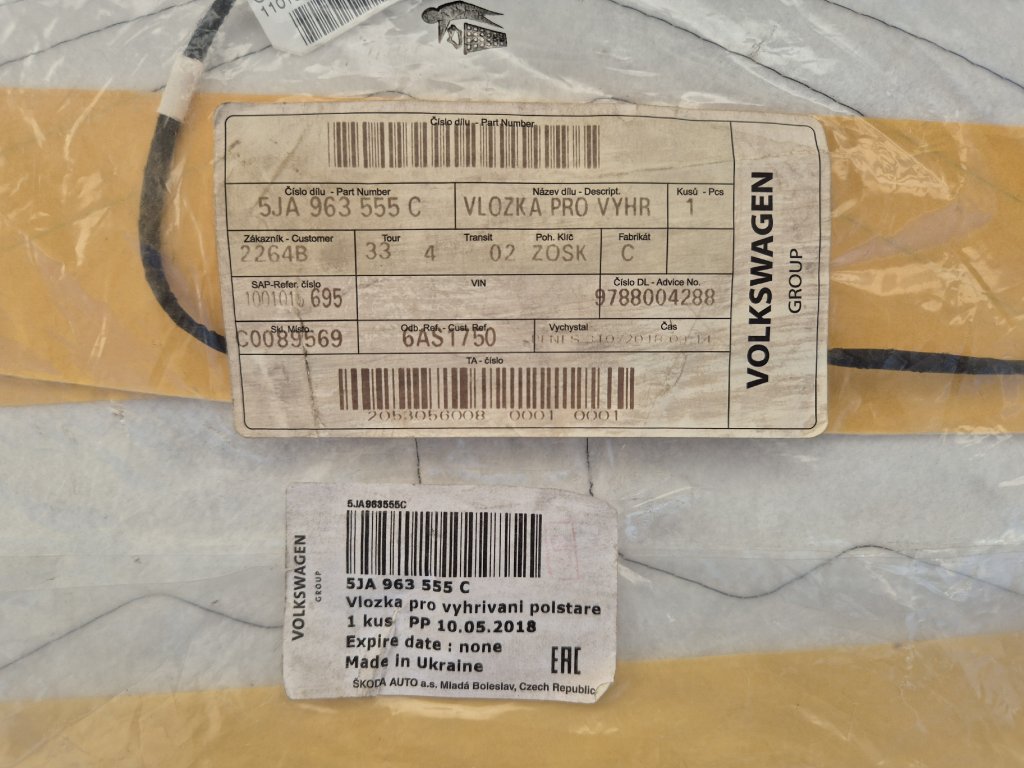 Číslo dílu - Part Number
Číslo dílu - Part Number
Název dílu - Descript.
Kusů - Pcs
5JA 963 555 C
VLOZKA PRO VYHR
1
Zákazník - Customer
Tour
Transit
Poh. Klíč
Fabrikát
2264B
33 4
02 ZOSK
C
SAP-Refer. číslo
VIN
Číslo DL - Advice No.
695
9788004288
Skl. Místo
Odb. Ref. - Cust. Ref.
Vychystal
Čas
C0089569
6AS1750
TA - číslo
2053056008 0001 0001
VOLKSWAGEN
GROUP
5JA963555C
5JA 963 555 C
Vlozka pro vyhrivani polstare
1 kus PP 10.05.2018
Expire date : none
Made in Ukraine
EAC
ŠKODA AUTO a.s. Mladá Boleslav, Czech Republic
VOLKSWAGEN
GROUP